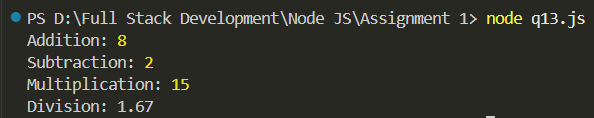 PS D:\Full Stack Development\Node JS\Assignment 1> node q13.js
Addition: 8
Subtraction: 2
Multiplication: 15
Division: 1.67